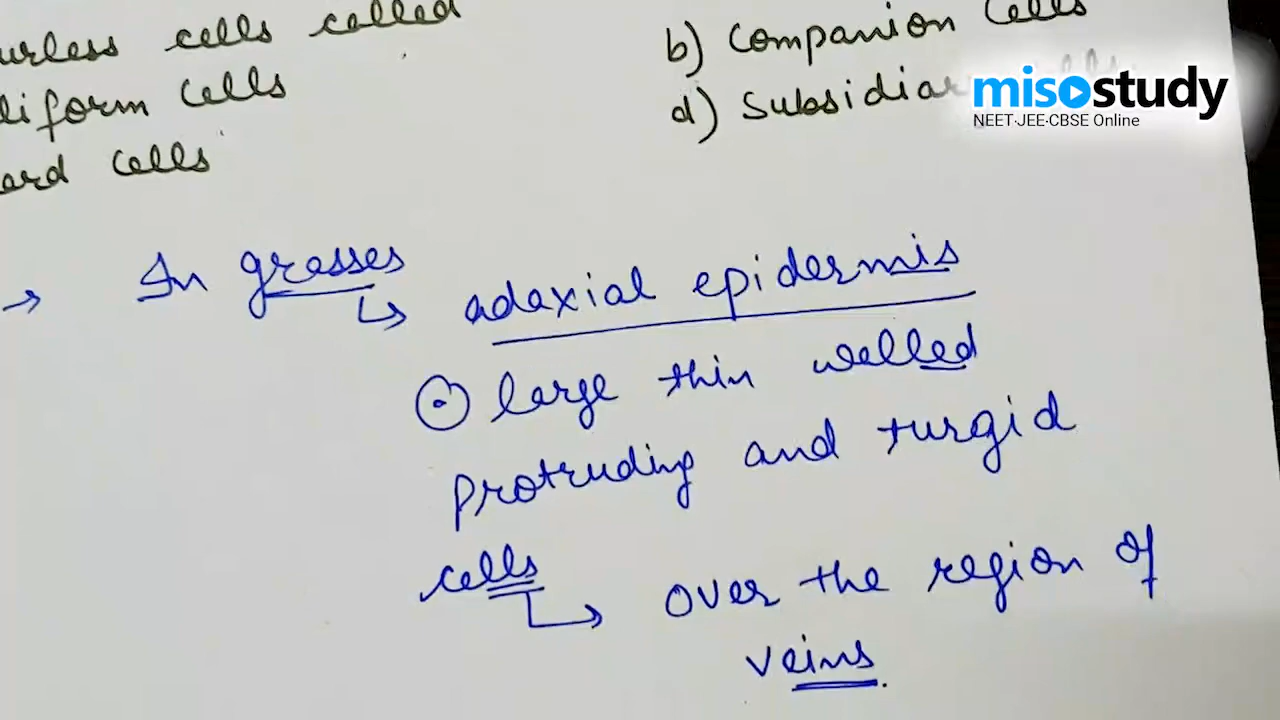 urless cells called
liform cells
ard cells
b) Companion Cells
d) Subsidiar
misostudy
NEET·JEE·CBSE Online
→ In grasses
↳ adaxial epidermis
⊙ large thin walled
protruding and turgid
cells
↳ over the region of
veins.